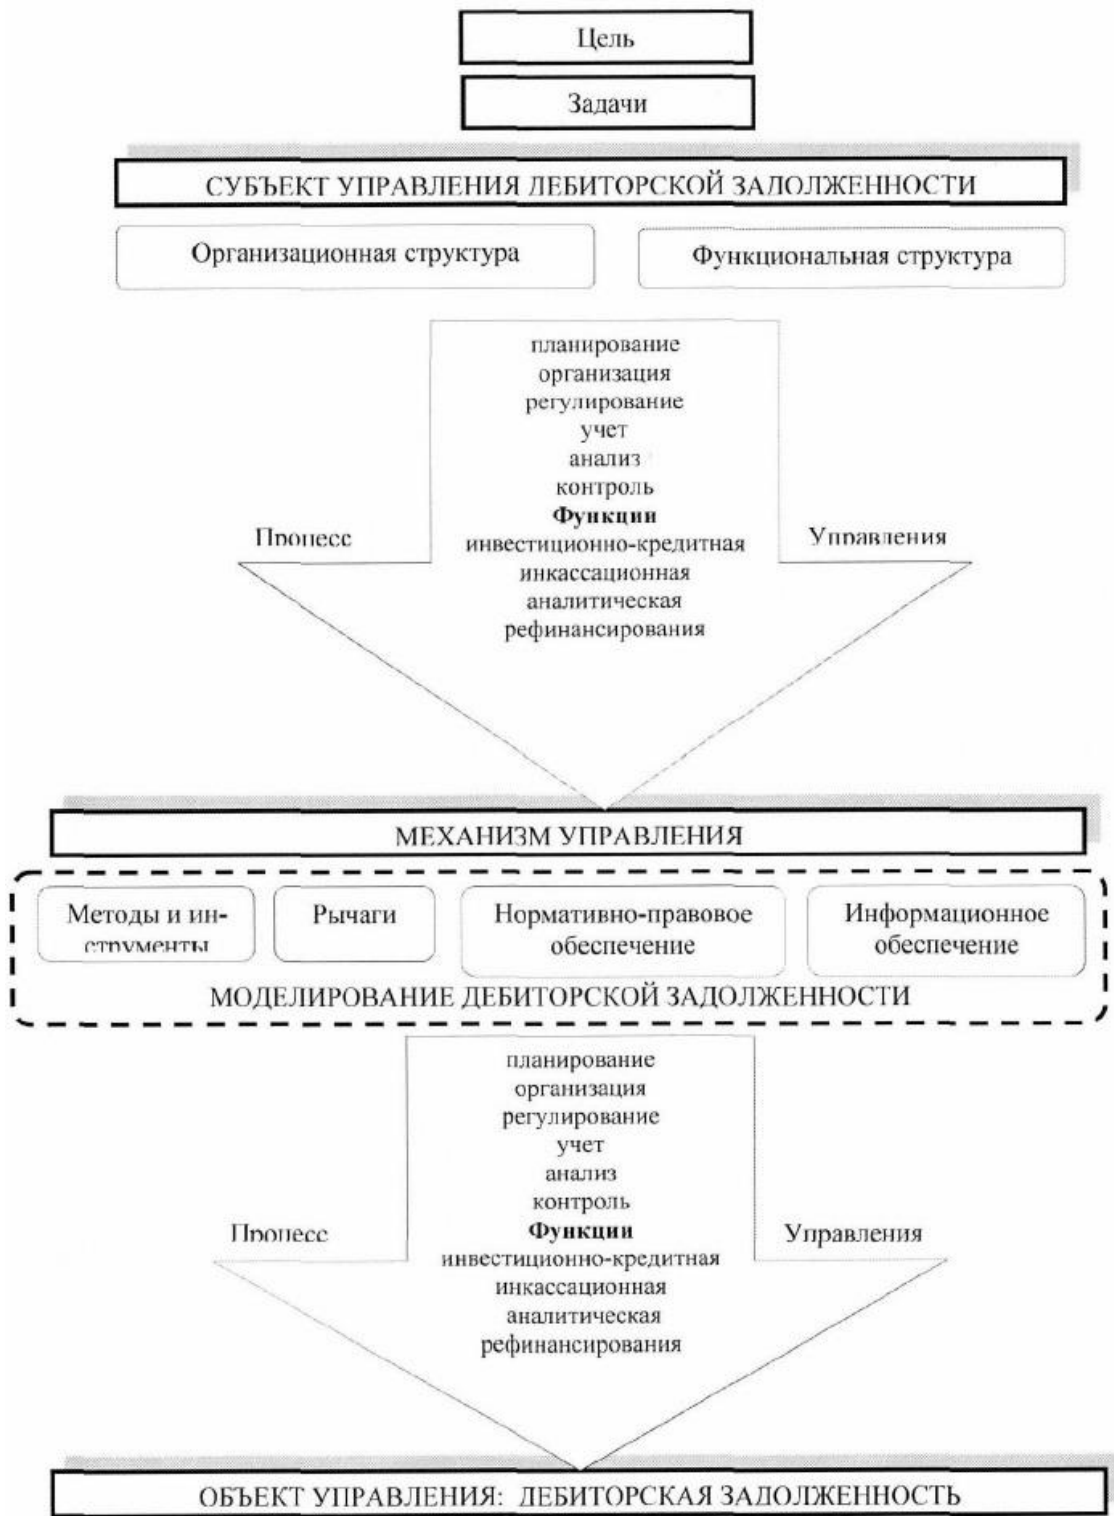 Цель
Задачи
СУБЪЕКТ УПРАВЛЕНИЯ ДЕБИТОРСКОЙ ЗАДОЛЖЕННОСТИ
Организационная структура
Функциональная структура
планирование
организация
регулирование
учет
анализ
контроль
Функции
Процесс
Управления
инвестиционно-кредитная
инкассационная
аналитическая
рефинансирования
МЕХАНИЗМ УПРАВЛЕНИЯ
Методы и ин-
струменты
Рычаги
Нормативно-правовое
обеспечение
Информационное
обеспечение
МОДЕЛИРОВАНИЕ ДЕБИТОРСКОЙ ЗАДОЛЖЕННОСТИ
планирование
организация
регулирование
учет
анализ
контроль
Функции
Процесс
Управления
инвестиционно-кредитная
инкассационная
аналитическая
рефинансирования
ОБЪЕКТ УПРАВЛЕНИЯ: ДЕБИТОРСКАЯ ЗАДОЛЖЕННОСТЬ